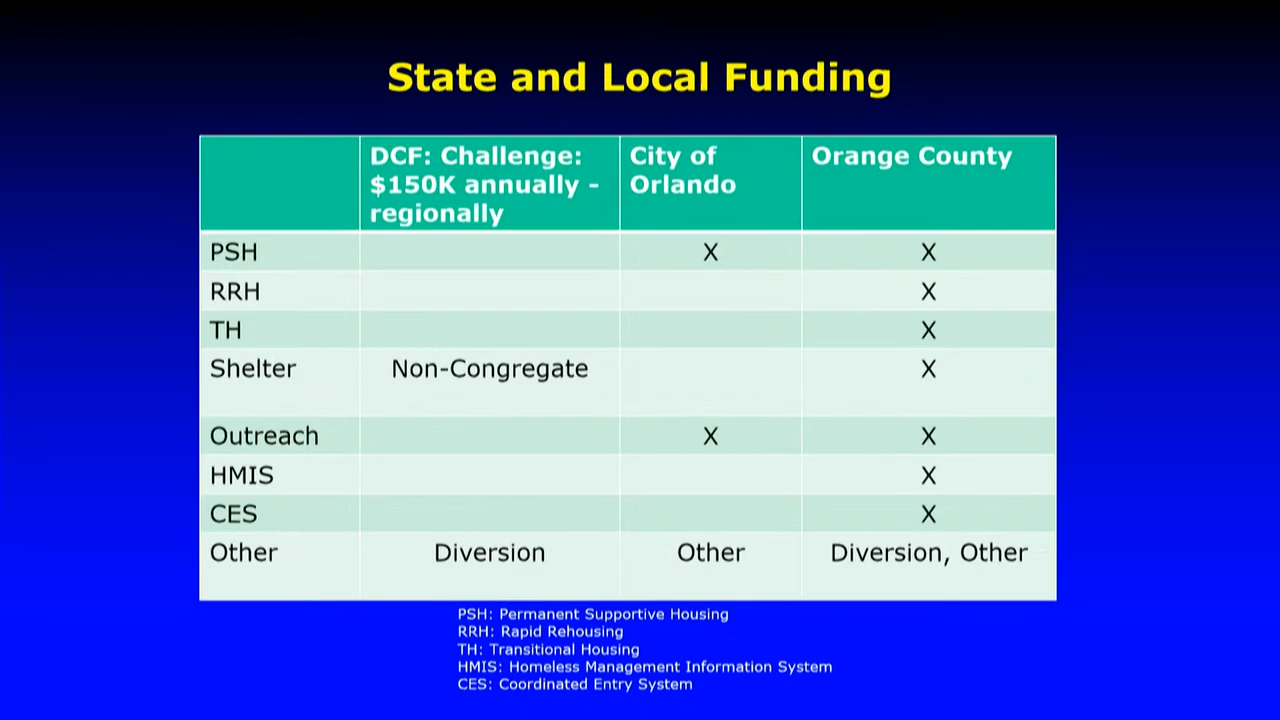 State and Local Funding
DCF: Challenge: $150K annually - regionally City of Orlando Orange County
PSH X X
RRH X
TH X
Shelter Non-Congregate X
Outreach X X
HMIS X
CES X
Other Diversion Other Diversion, Other
PSH: Permanent Supportive Housing
RRH: Rapid Rehousing
TH: Transitional Housing
HMIS: Homeless Management Information System
CES: Coordinated Entry System